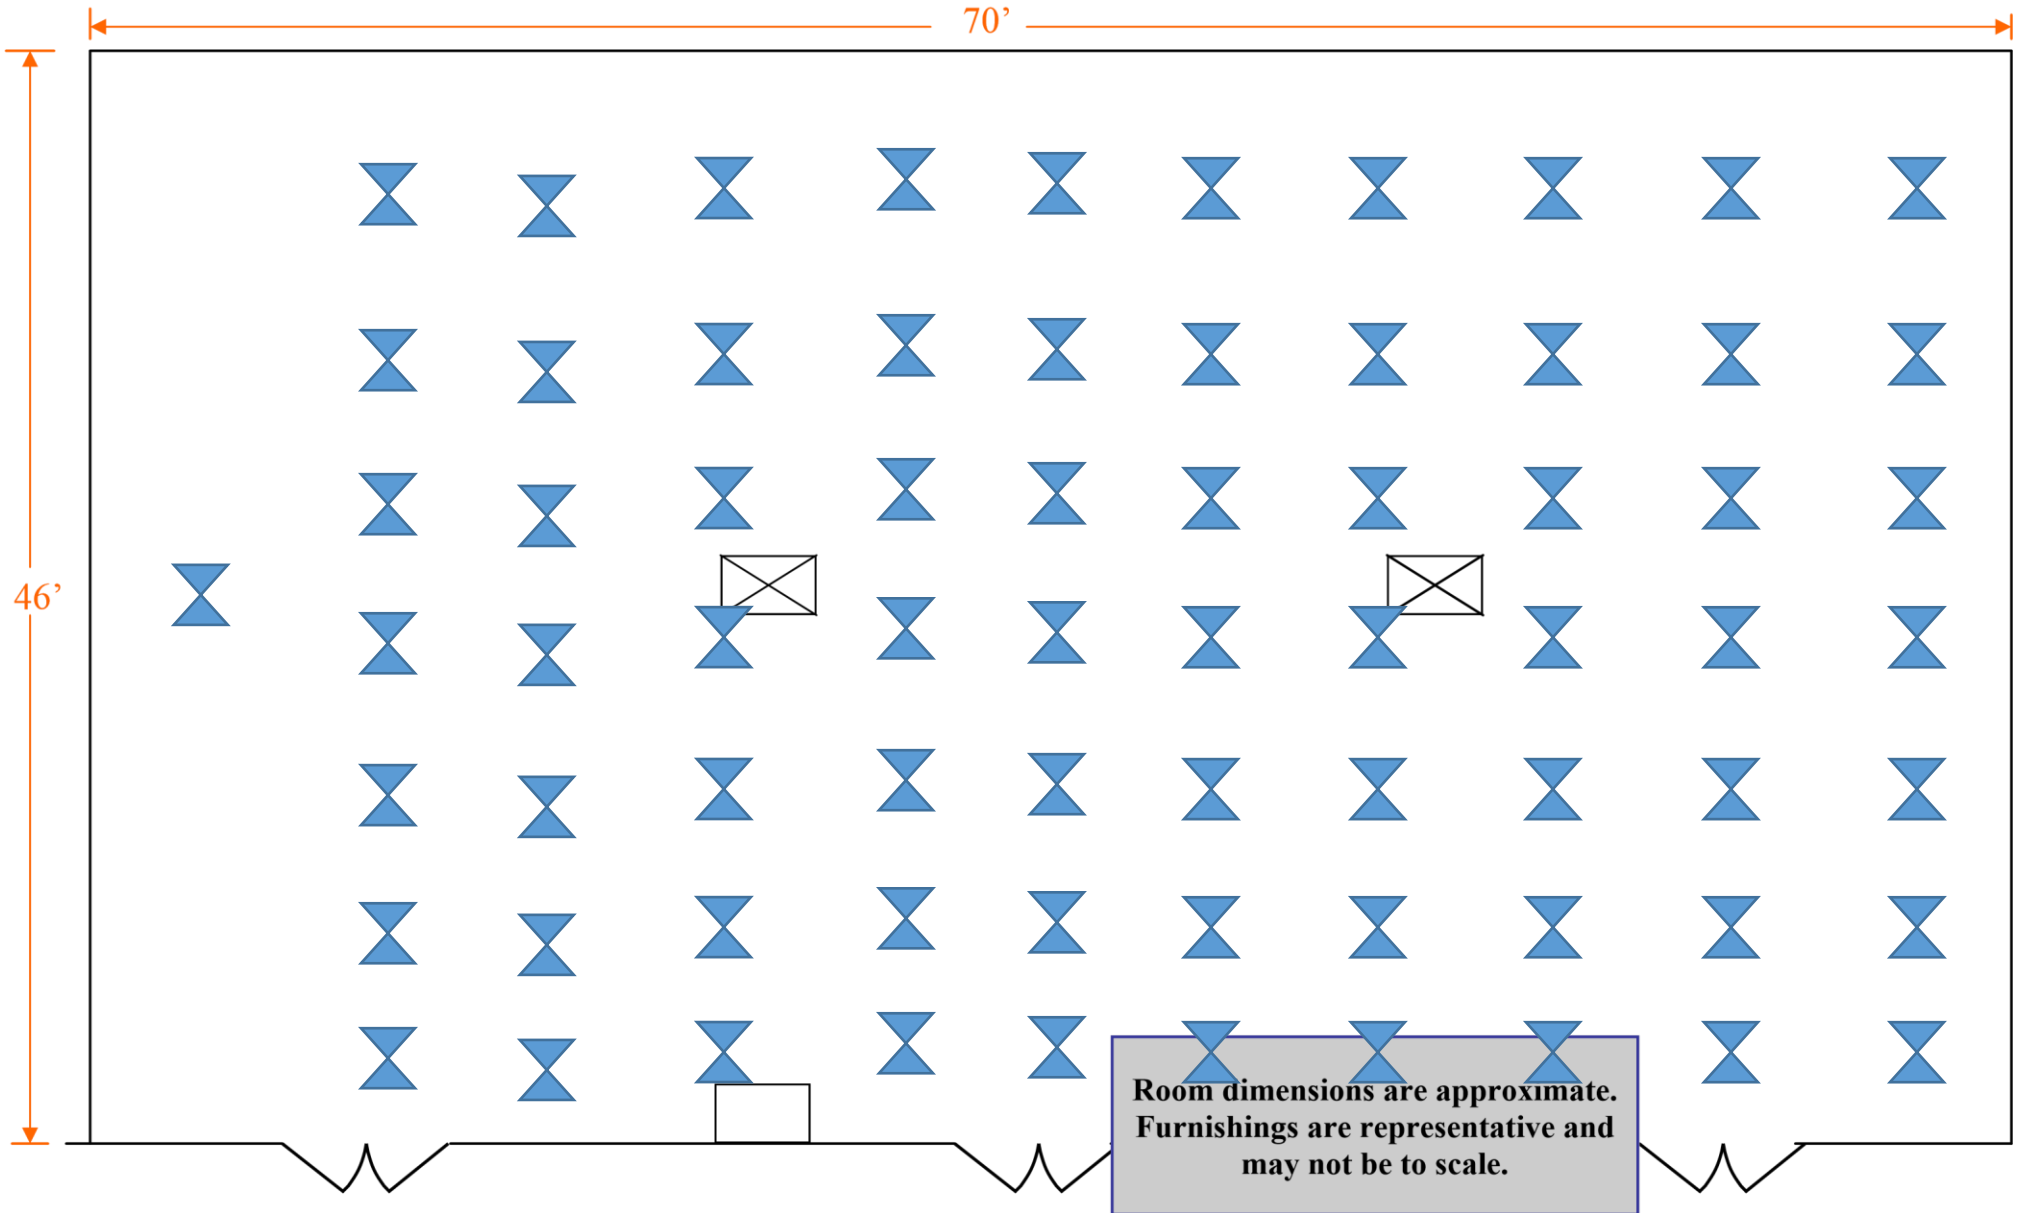 70’
46’
Room dimensions are approximate.
Furnishings are representative and
may not be to scale.